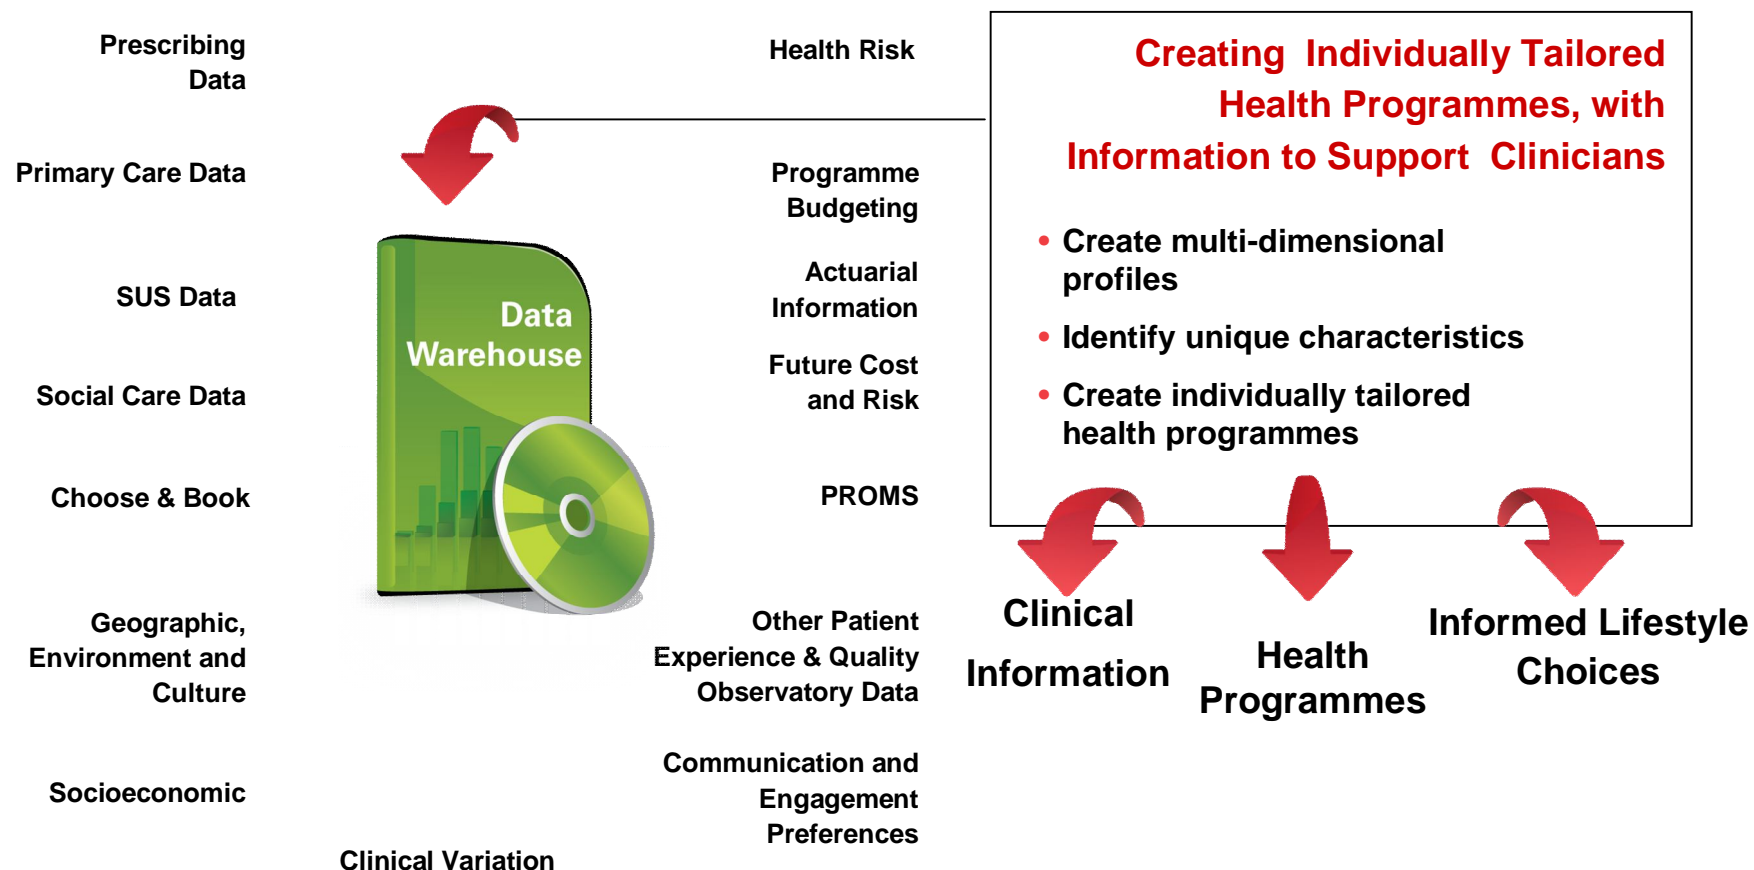 Prescribing
Data
Primary Care Data
SUS Data
Social Care Data
Choose & Book
Geographic,
Environment and
Culture
Socioeconomic
Data
Warehouse
Clinical Variation
Health Risk
Programme
Budgeting
Actuarial
Information
Future Cost
and Risk
PROMS
Other Patient
Experience & Quality
Observatory Data
Communication and
Engagement
Preferences
Creating Individually Tailored
Health Programmes, with
Information to Support Clinicians
• Create multi-dimensional
profiles
• Identify unique characteristics
• Create individually tailored
health programmes
Clinical
Information
Health
Programmes
Informed Lifestyle
Choices